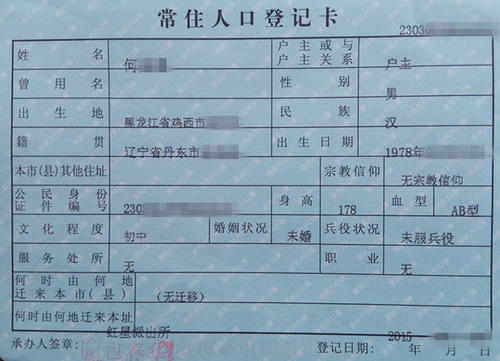 常住人口登记卡
23030
姓名 何 户主或与户主关系 户主
曾用名 性别 男
出生地 黑龙江省鸡西市 民族 汉
籍贯 辽宁省丹东市 出生日期 1978年
本市(县)其他住址 宗教信仰 无宗教信仰
公民身份证件编号 230 身高 178 血型 AB型
文化程度 初中 婚姻状况 未婚 兵役状况 未服兵役
服务处所 无 职业 无
何时由何地迁来本市(县) (无迁移)
何时由何地迁来本址
红星派出所
承办人签章: 登记日期: 2015 年 月 日